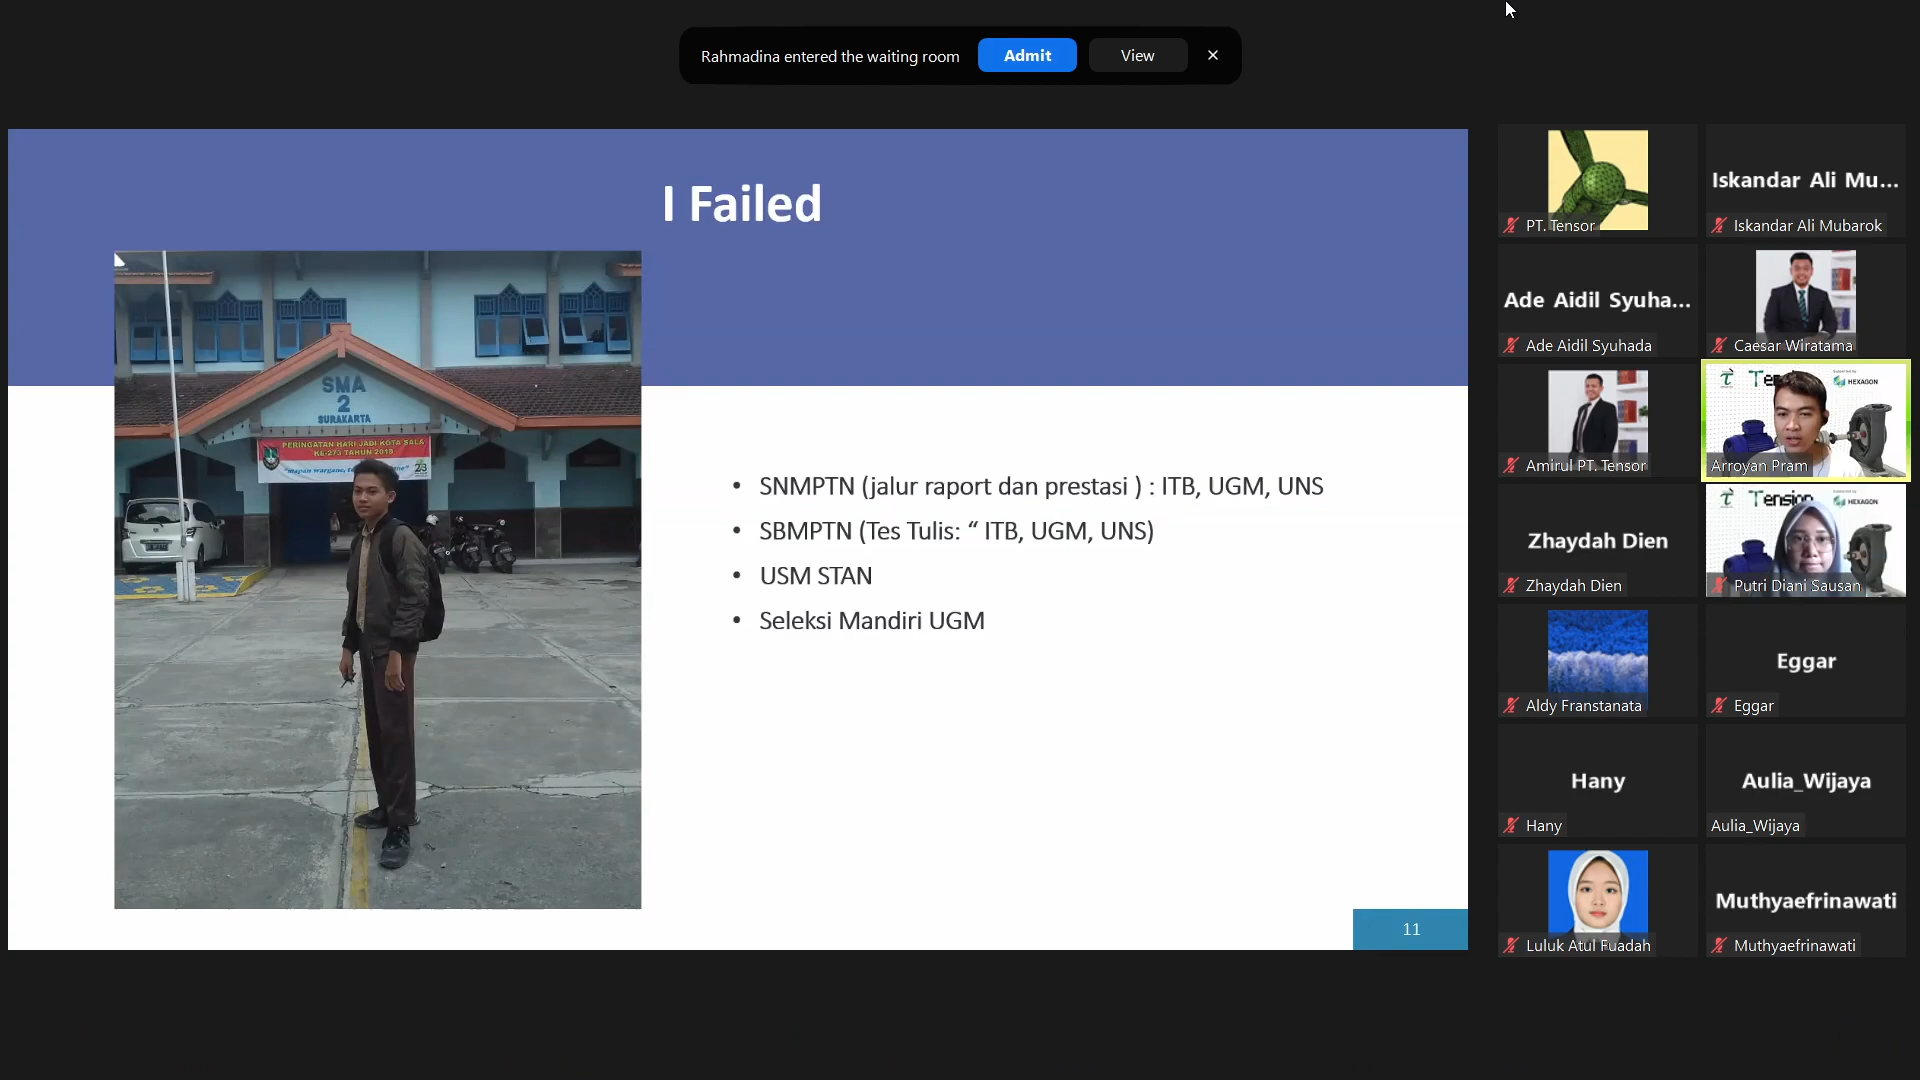 Rahmadina entered the waiting room
Admit
View
I Failed
SMA
2
SURAKARTA
PERINGATAN HARI JADI KOTA SALA
KE-273 TAHUN 2018
• SNMPTN (jalur raport dan prestasi ) : ITB, UGM, UNS
• SBMPTN (Tes Tulis: “ ITB, UGM, UNS)
• USM STAN
• Seleksi Mandiri UGM
11
PT. Tensor
Iskandar Ali Mu...
Iskandar Ali Mubarok
Ade Aidil Syuha...
Ade Aidil Syuhada
Caesar Wiratama
Amirul PT. Tensor
HEXAGON
Arroyan Pram
Zhaydah Dien
Zhaydah Dien
Tension
HEXAGON
Putri Diani Sausan
Aldy Franstanata
Eggar
Eggar
Hany
Hany
Aulia_Wijaya
Aulia_Wijaya
Luluk Atul Fuadah
Muthyaefrinawati
Muthyaefrinawati